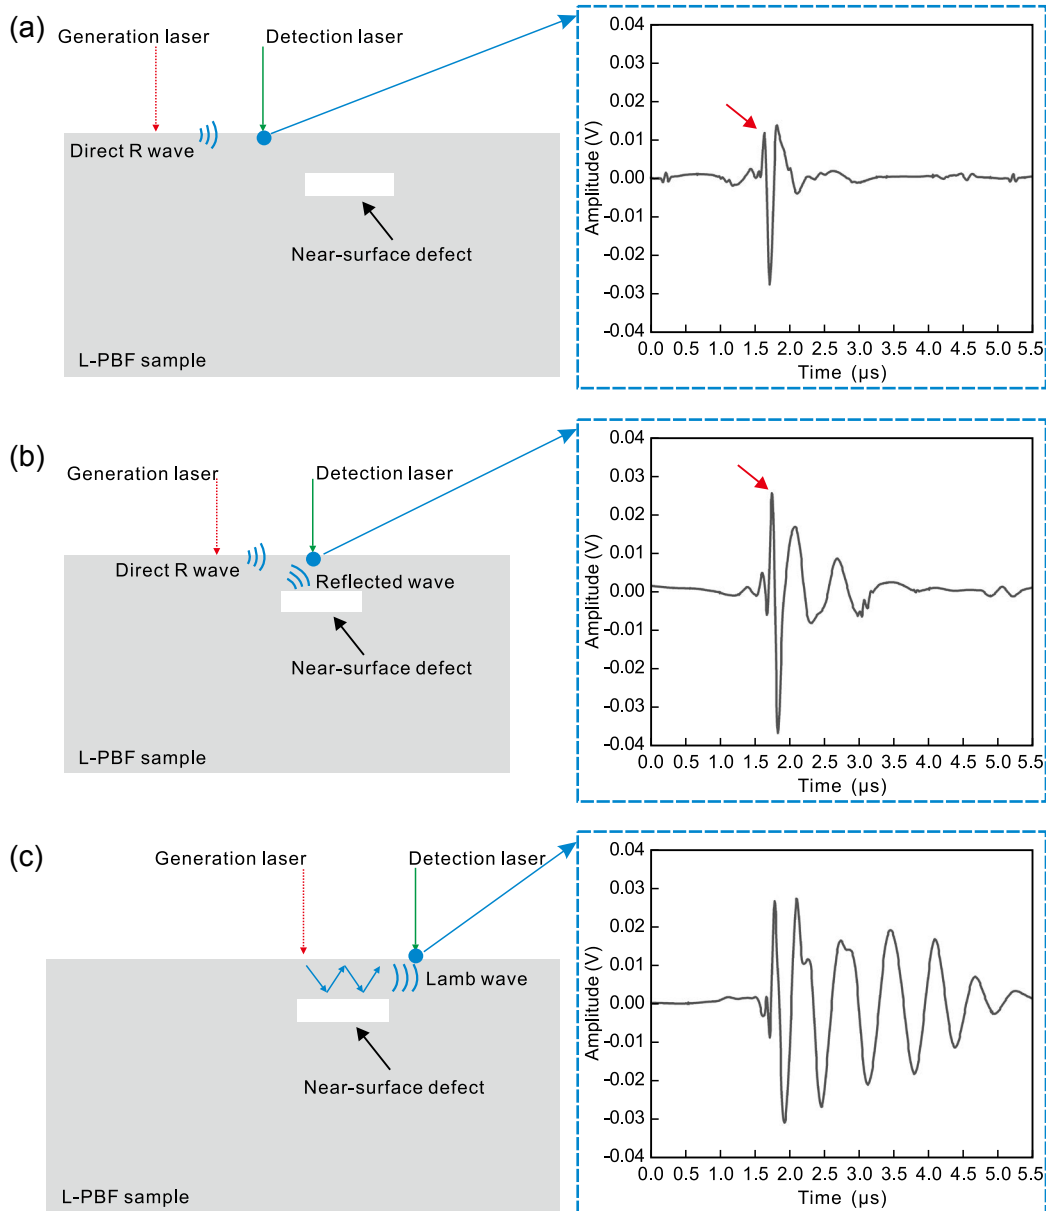 (a)
Generation laser
Detection laser
Direct R wave
Near-surface defect
L-PBF sample
Amplitude (V)
0.04
0.03
0.02
0.01
0.00
−0.01
−0.02
−0.03
−0.04
0.0 0.5 1.0 1.5 2.0 2.5 3.0 3.5 4.0 4.5 5.0 5.5
Time (μs)
(b)
Generation laser
Detection laser
Direct R wave
Reflected wave
Near-surface defect
L-PBF sample
Amplitude (V)
0.04
0.03
0.02
0.01
0.00
−0.01
−0.02
−0.03
−0.04
0.0 0.5 1.0 1.5 2.0 2.5 3.0 3.5 4.0 4.5 5.0 5.5
Time (μs)
(c)
Generation laser
Detection laser
Lamb wave
Near-surface defect
L-PBF sample
Amplitude (V)
0.04
0.03
0.02
0.01
0.00
−0.01
−0.02
−0.03
−0.04
0.0 0.5 1.0 1.5 2.0 2.5 3.0 3.5 4.0 4.5 5.0 5.5
Time (μs)